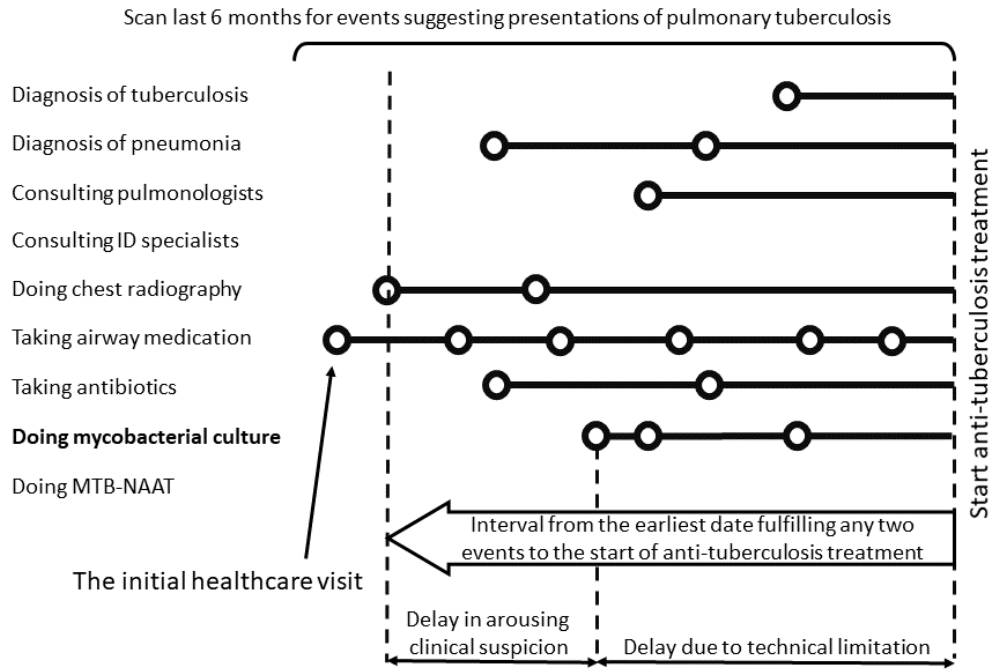 Scan last 6 months for events suggesting presentations of pulmonary tuberculosis
Diagnosis of tuberculosis
Diagnosis of pneumonia
Consulting pulmonologists
Consulting ID specialists
Doing chest radiography
Taking airway medication
Taking antibiotics
Doing mycobacterial culture
Doing MTB-NAAT
Start anti-tuberculosis treatment
Interval from the earliest date fulfilling any two
events to the start of anti-tuberculosis treatment
The initial healthcare visit
Delay in arousing
clinical suspicion
Delay due to technical limitation